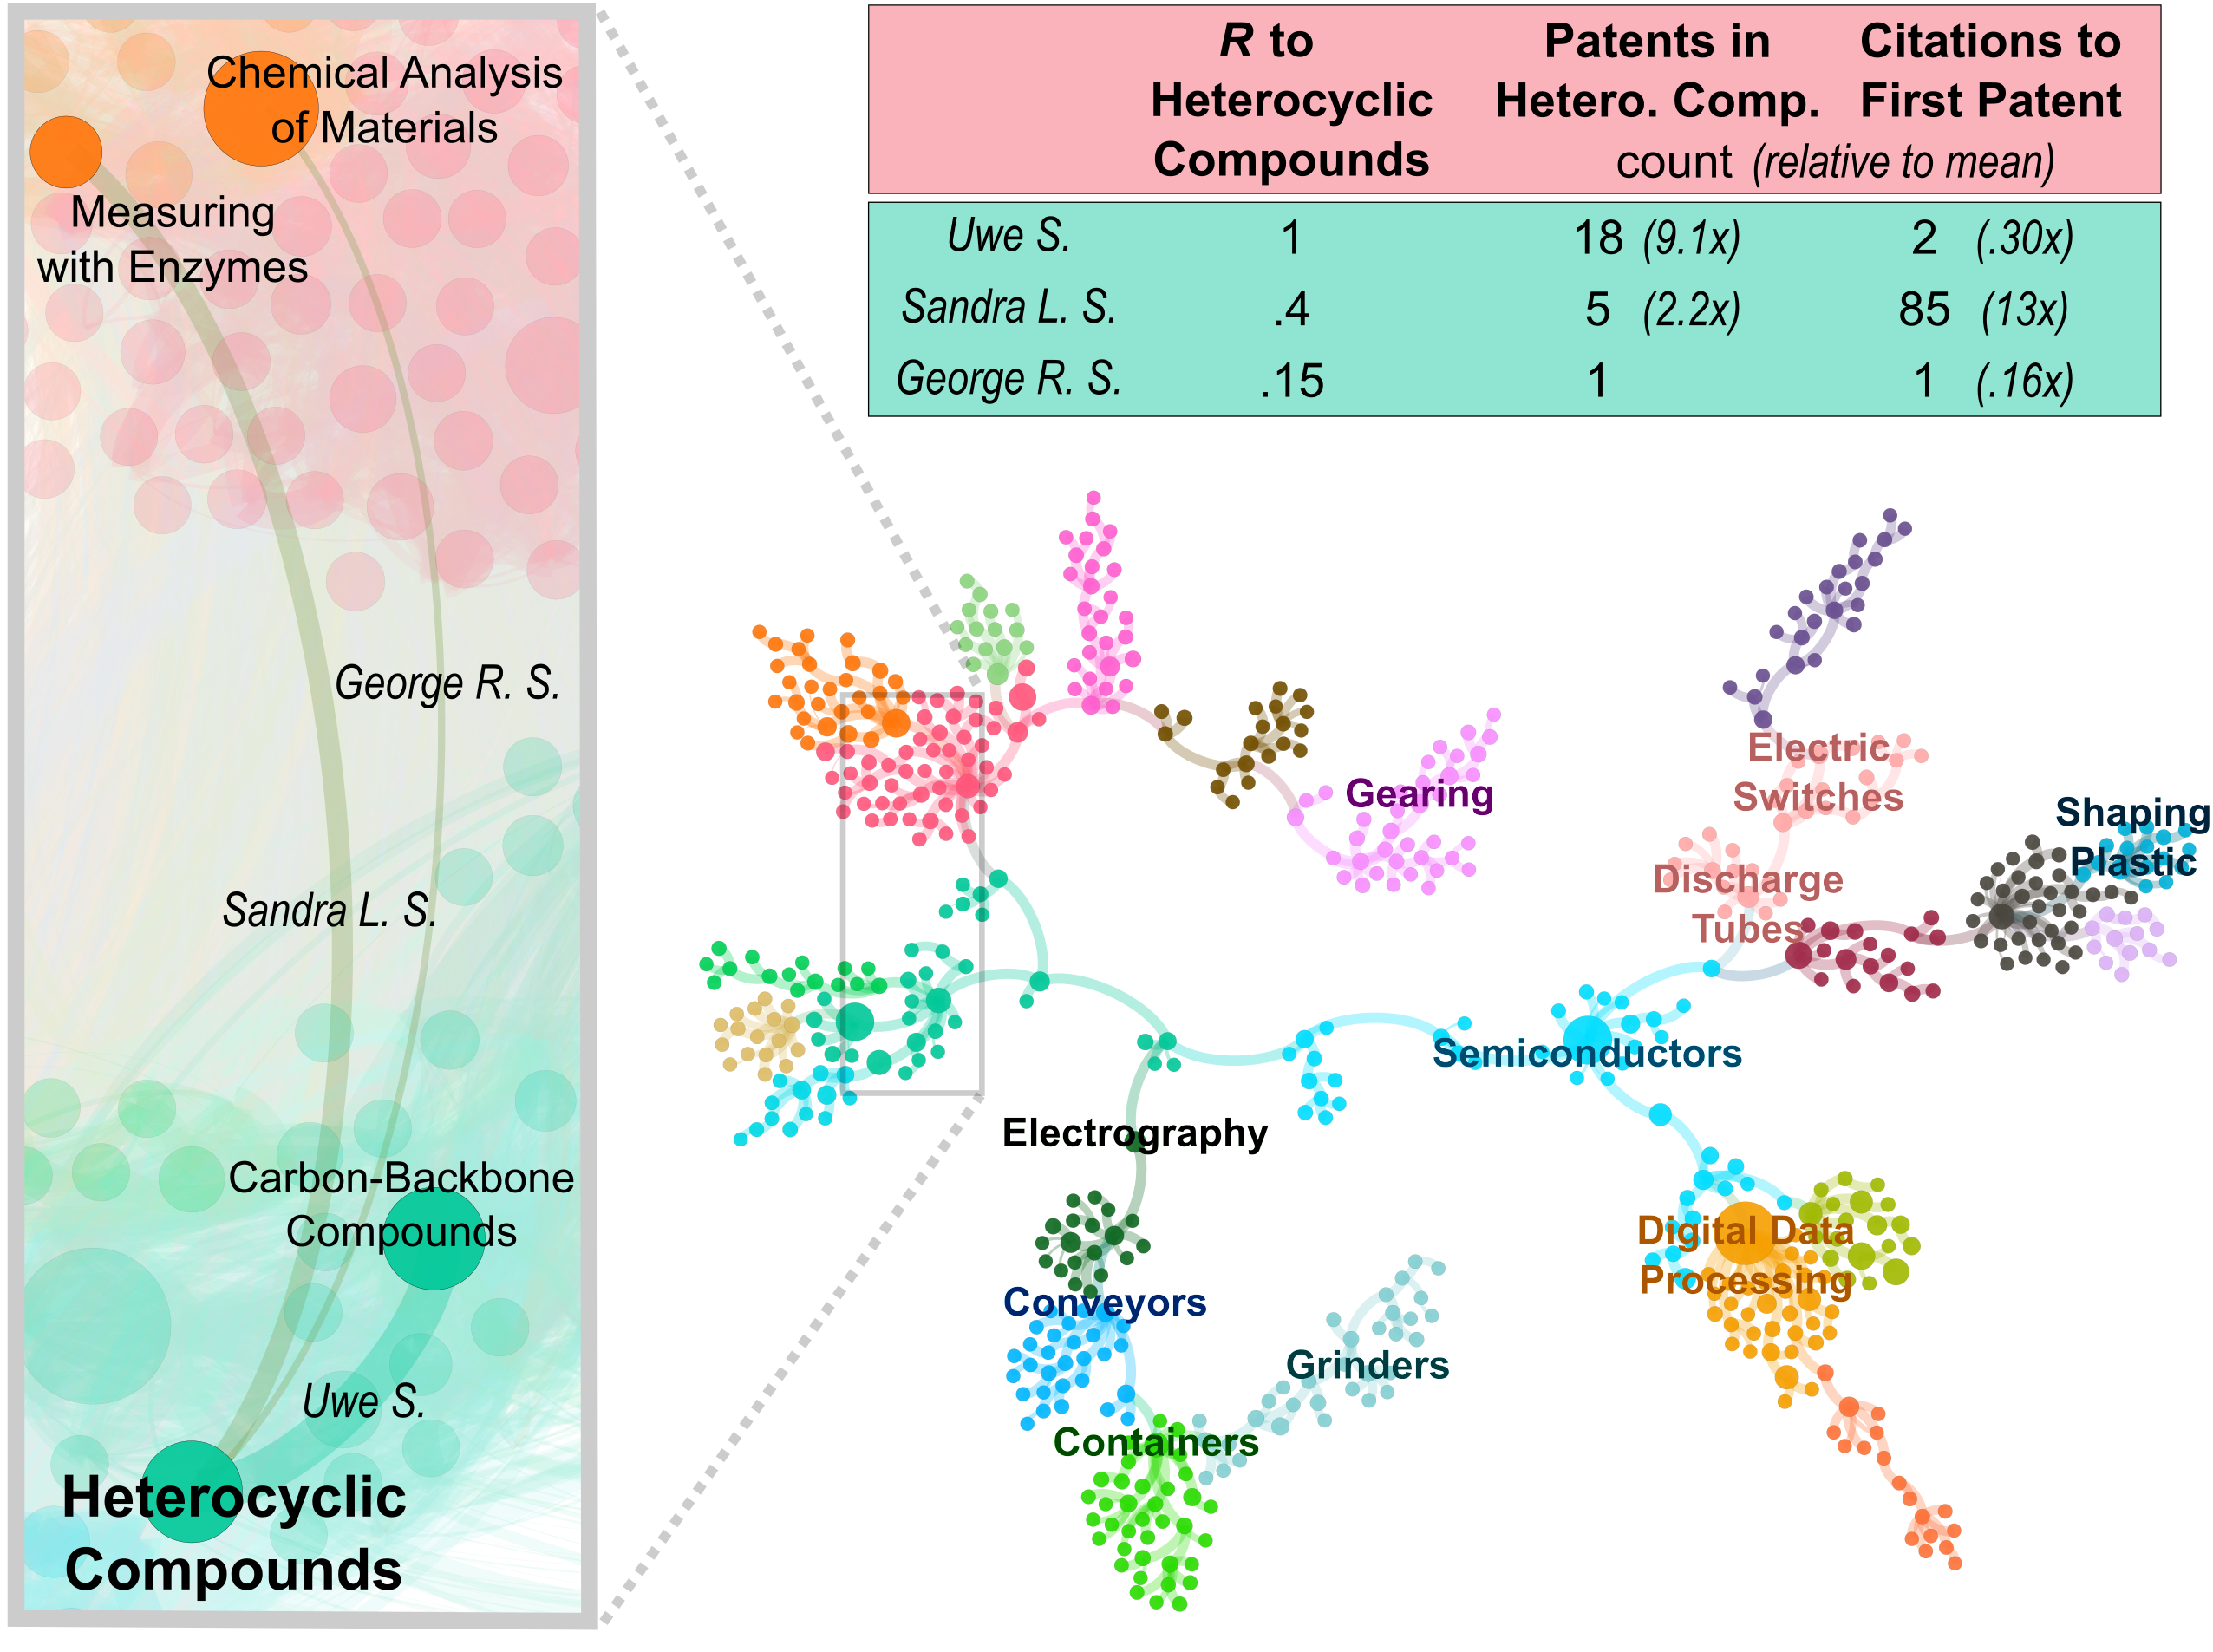 Chemical Analysis
of Materials
Measuring
with Enzymes
George R. S.
Sandra L. S.
Carbon-Backbone
Compounds
Uwe S.
Heterocyclic
Compounds
R to Heterocyclic Compounds
Patents in Hetero. Comp.
Citations to First Patent
count (relative to mean)
Uwe S. 1 18 (9.1x) 2 (.30x)
Sandra L. S. .4 5 (2.2x) 85 (13x)
George R. S. .15 1 1 (.16x)
Gearing
Electric
Switches
Shaping
Plastic
Discharge
Tubes
Semiconductors
Electrography
Digital Data
Processing
Conveyors
Grinders
Containers